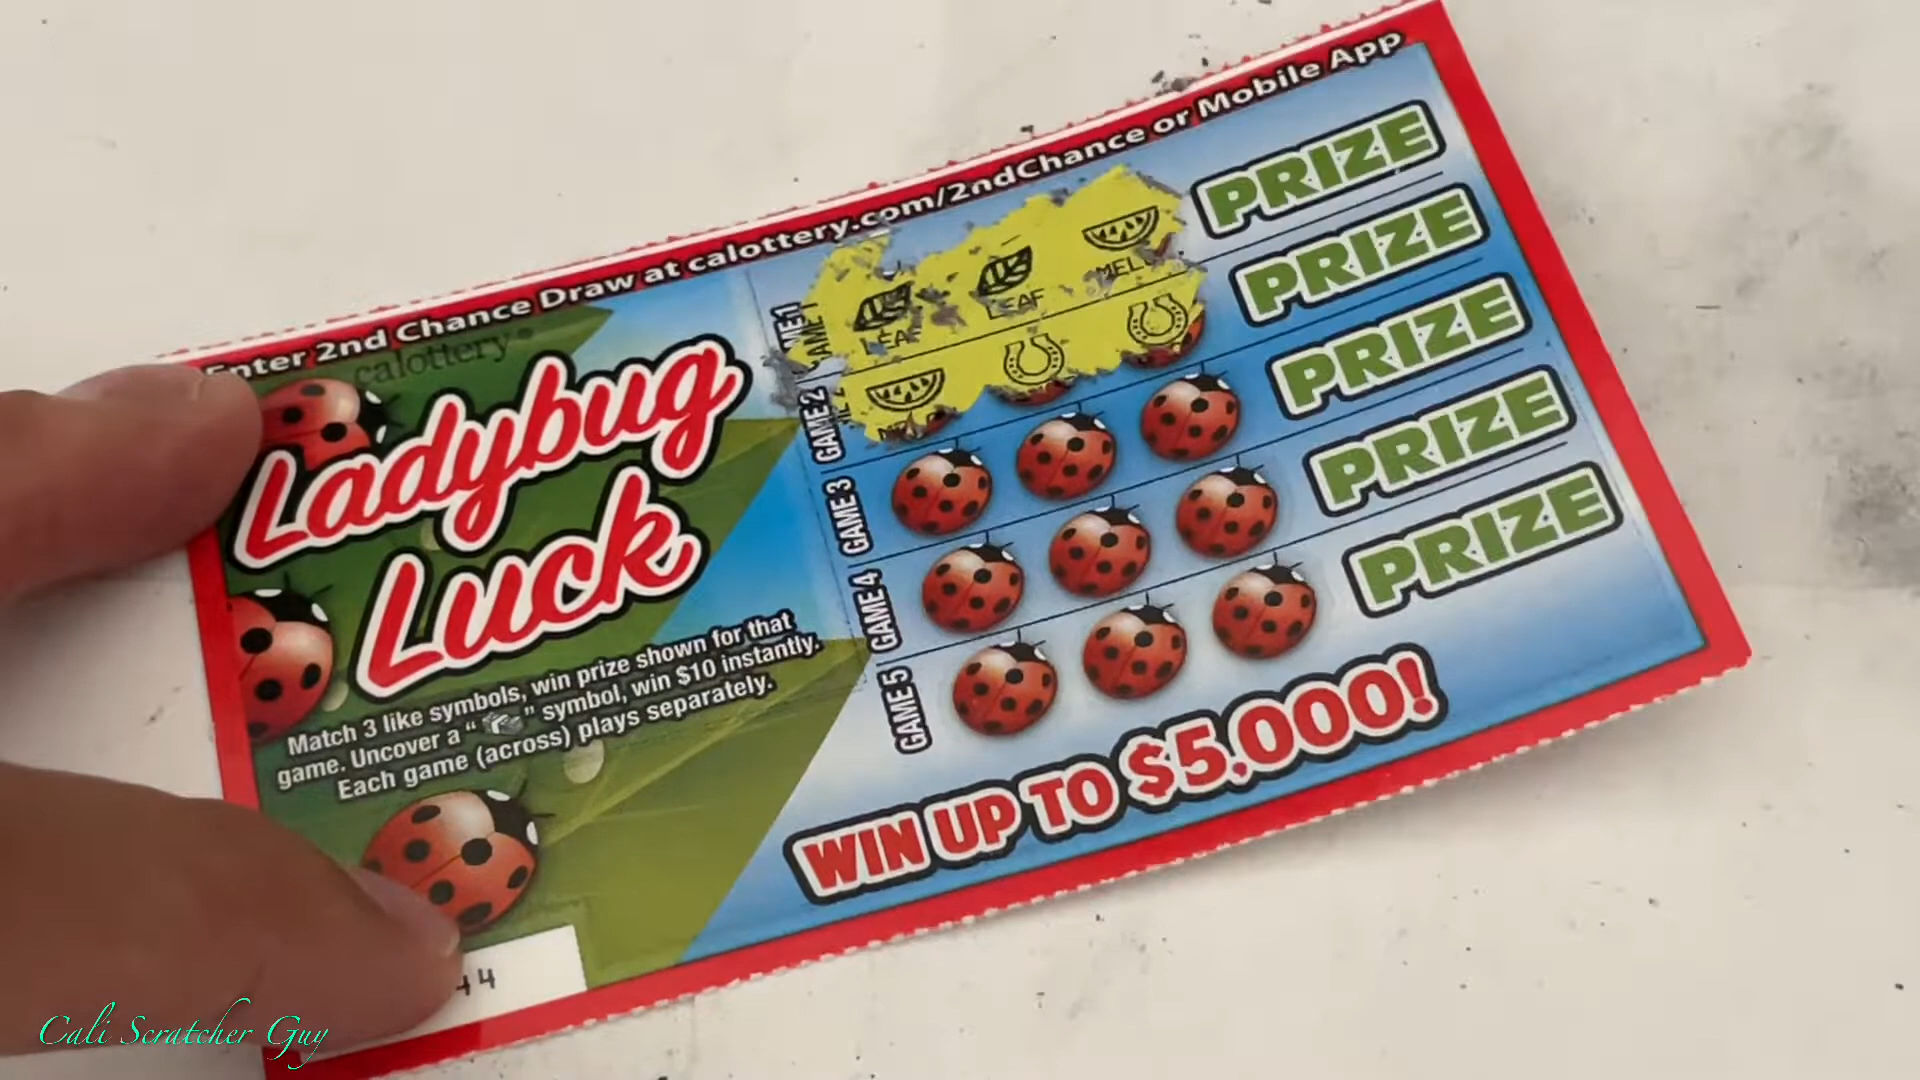 Enter 2nd Chance Draw at calottery.com/2ndChance or Mobile App
calottery
Ladybug
Luck
Match 3 like symbols, win prize shown for that
game. Uncover a " " symbol, win $10 instantly.
Each game (across) plays separately.
GAME 1
LEAF
MEL
PRIZE
GAME 2
PRIZE
GAME 3
PRIZE
GAME 4
PRIZE
GAME 5
PRIZE
WIN UP TO $5,000!
44
Cali Scratcher Guy